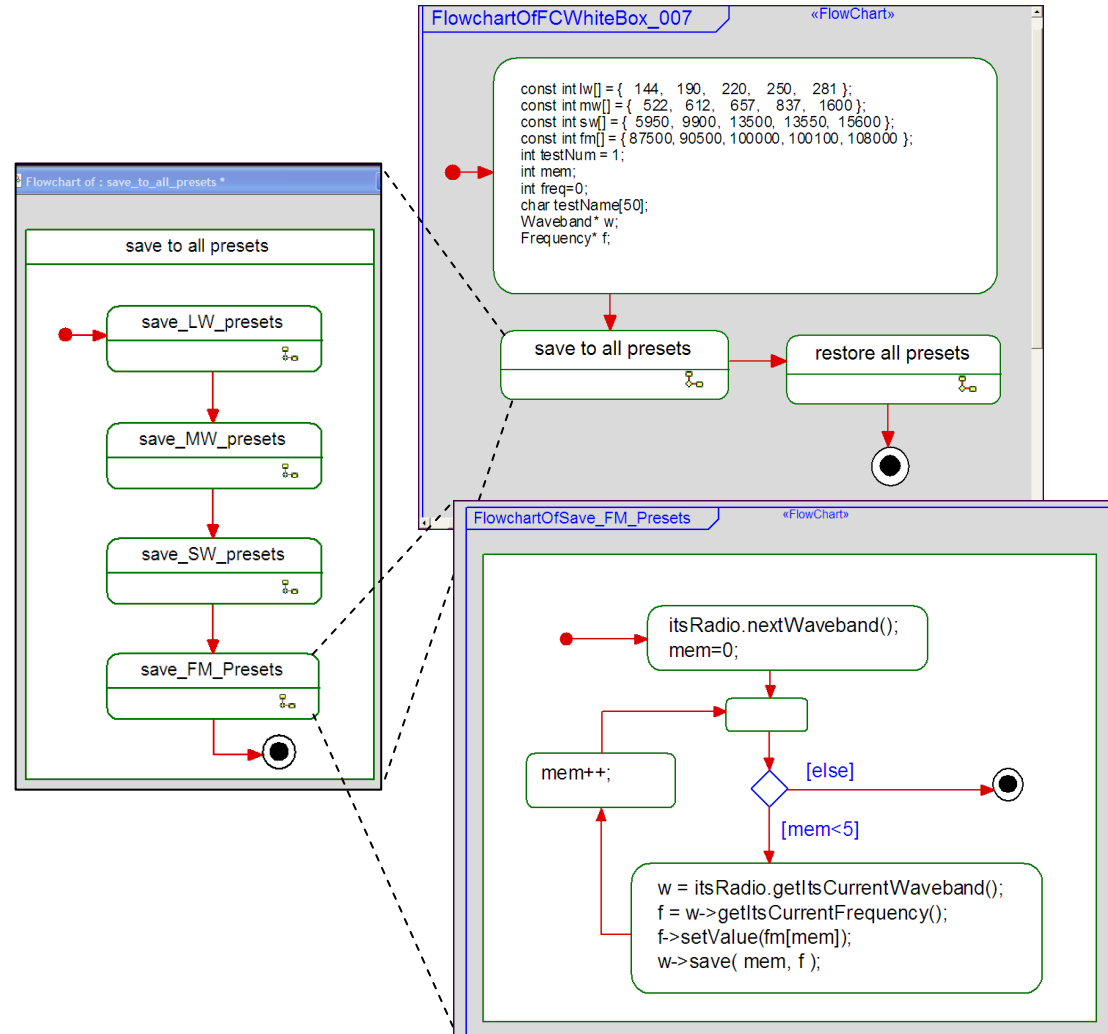 FlowchartOfFCWhiteBox_007
«FlowChart»
const int lw[] = { 144, 190, 220, 250, 281 };
const int mw[] = { 522, 612, 657, 837, 1600 };
const int sw[] = { 5950, 9900, 13500, 13550, 15600 };
const int fm[] = { 87500, 90500, 100000, 100100, 108000 };
int testNum = 1;
int mem;
int freq=0;
char testName[50];
Waveband* w;
Frequency* f;
save to all presets
restore all presets
Flowchart of : save_to_all_presets *
save to all presets
save_LW_presets
save_MW_presets
save_SW_presets
save_FM_Presets
FlowchartOfSave_FM_Presets
«FlowChart»
itsRadio.nextWaveband();
mem=0;
mem++;
[else]
[mem<5]
w = itsRadio.getItsCurrentWaveband();
f = w->getItsCurrentFrequency();
f->setValue(fm[mem]);
w->save( mem, f );